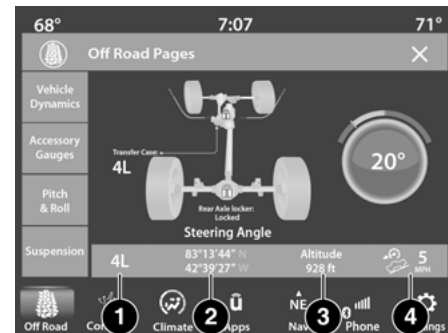 68° 7:07 71°
Off Road Pages
Vehicle
Dynamics
Accessory
Gauges
Pitch
& Roll
Suspension
Transfer Case:
4L
20°
Rear Axle locker:
Locked
Steering Angle
4L
83°13'44" N
42°39'27" W
Altitude
928 ft
5
MPH
NE
Off Road Climate Apps Phone
1 2 3 4